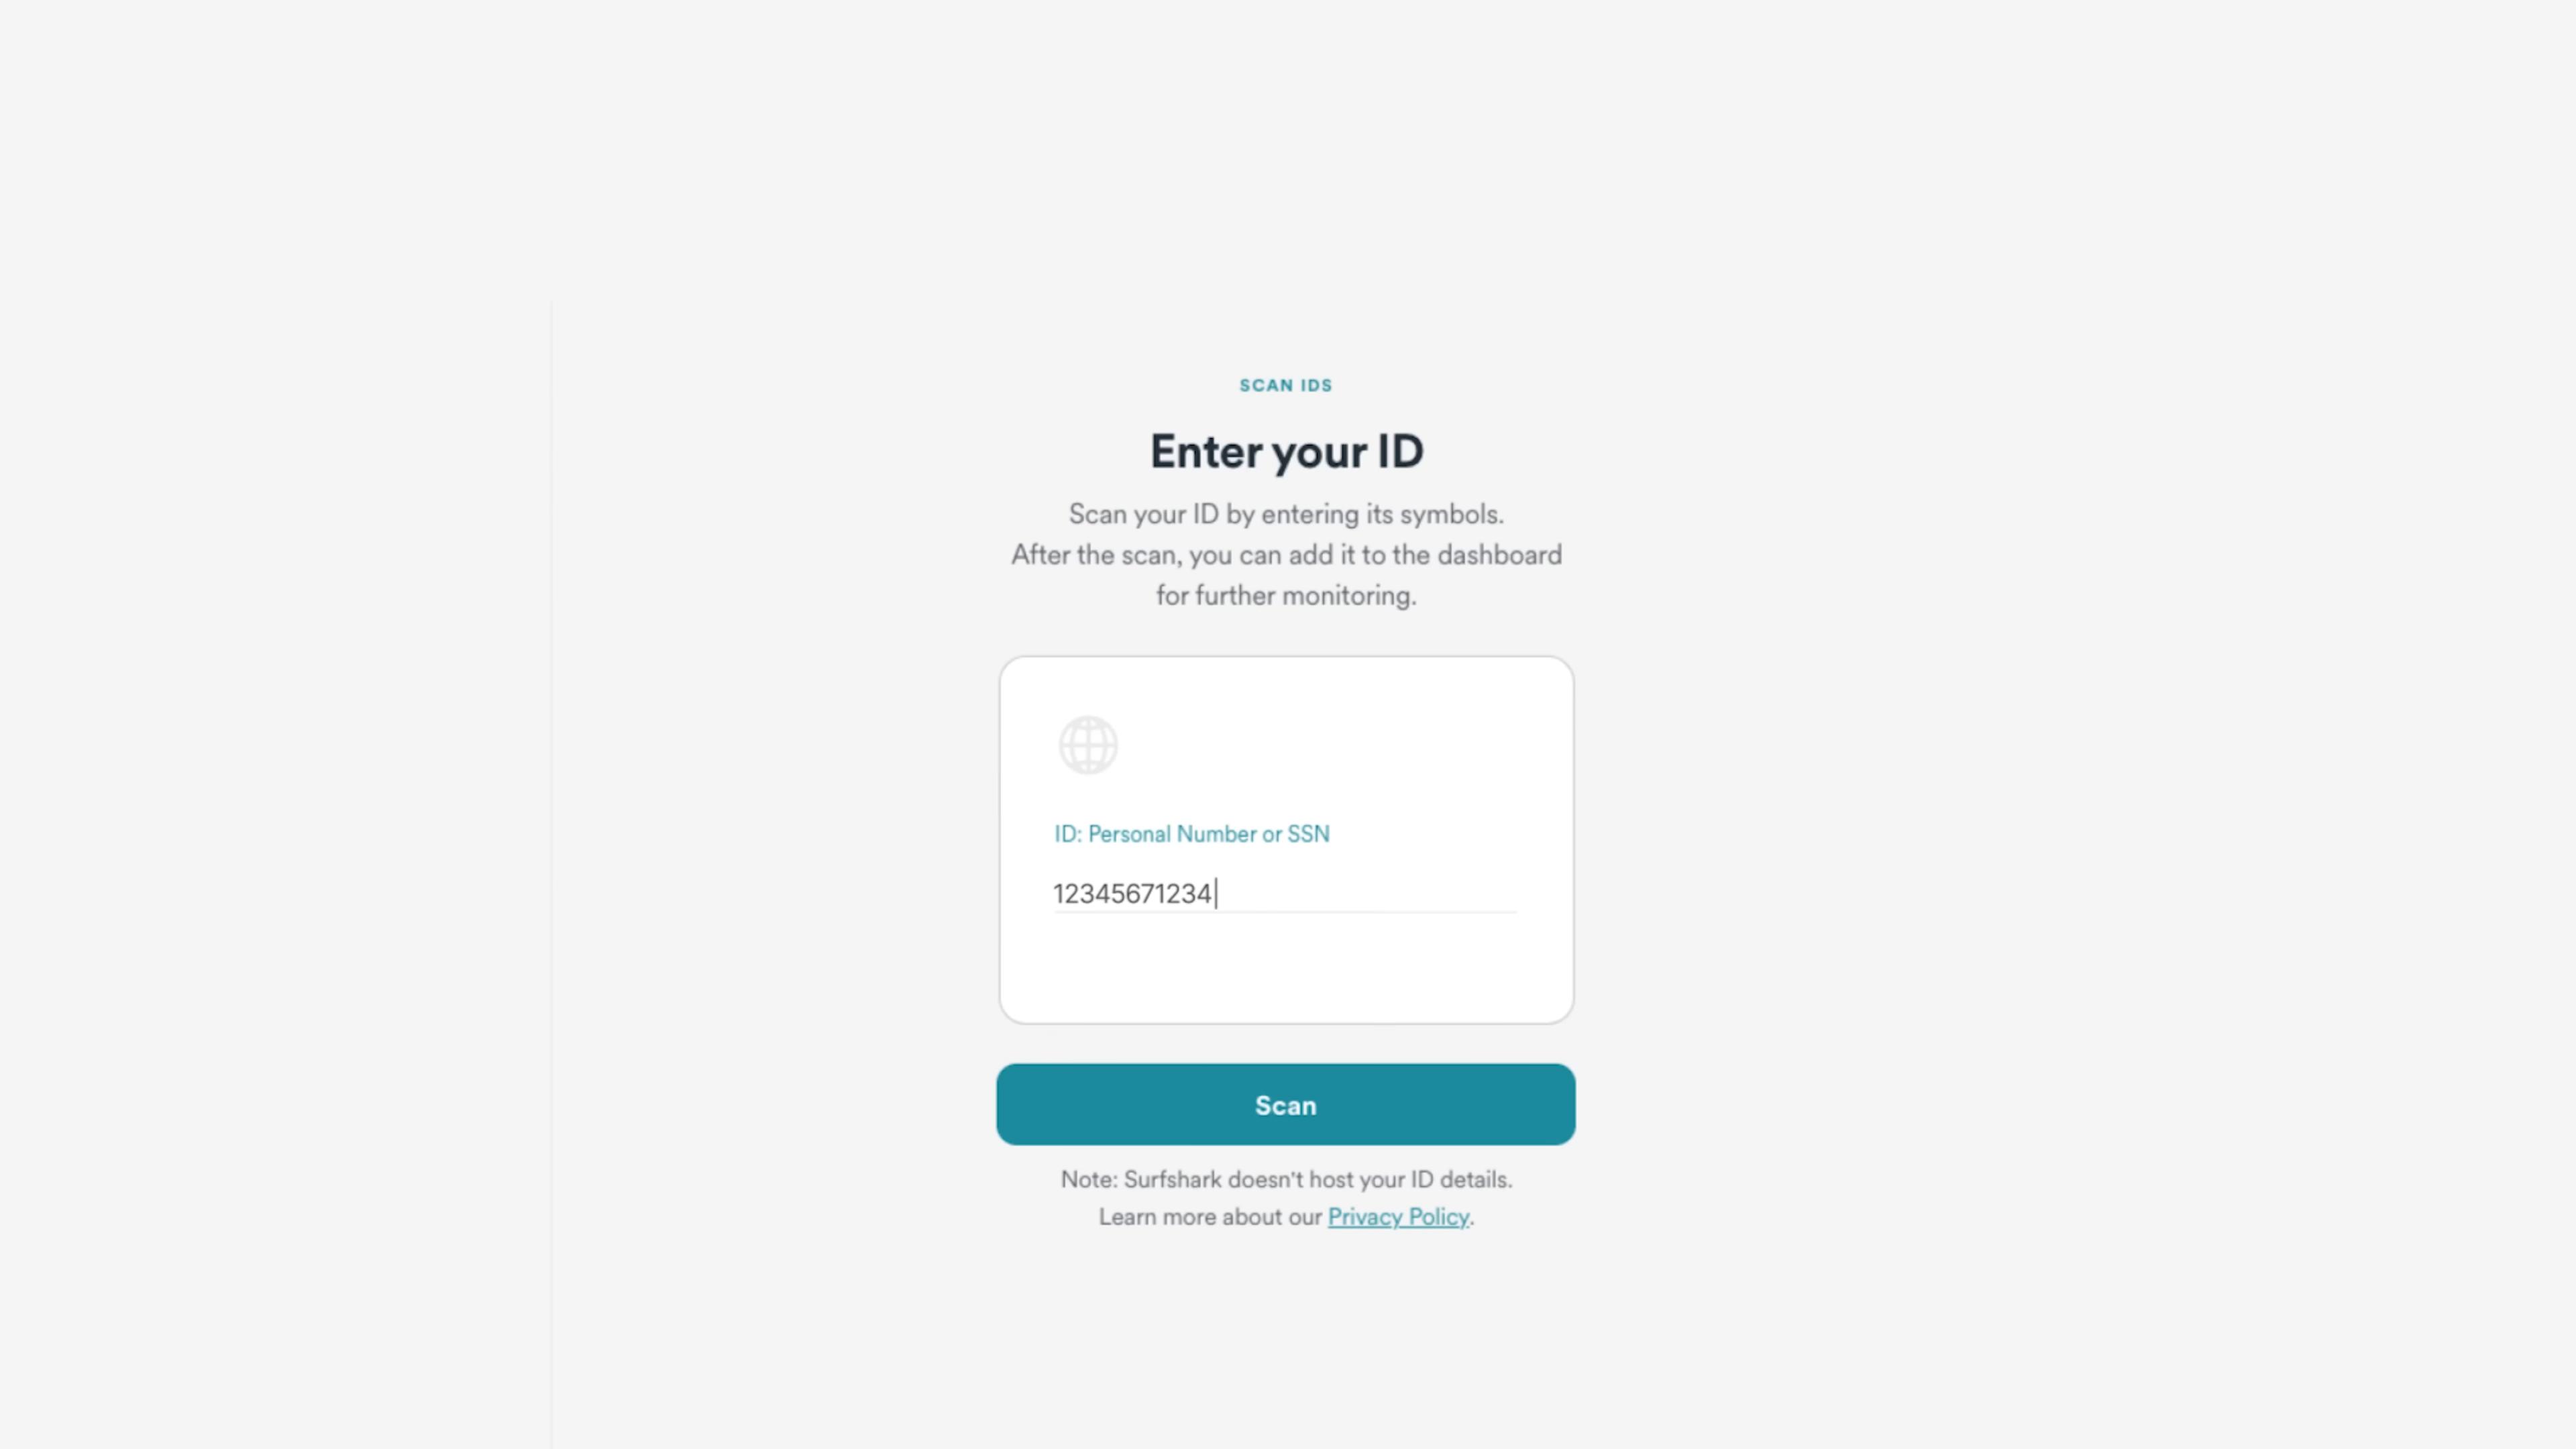 SCAN IDS
Enter your ID
Scan your ID by entering its symbols.
After the scan, you can add it to the dashboard
for further monitoring.
ID: Personal Number or SSN
12345671234
Scan
Note: Surfshark doesn't host your ID details.
Learn more about our Privacy Policy.